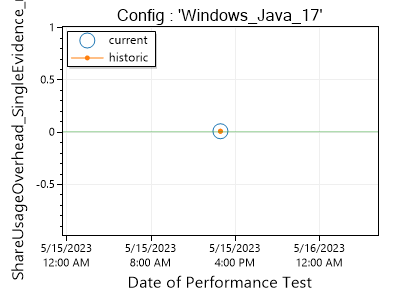 Config : 'Windows_Java_17'
ShareUsageOverhead_SingleEvidence_
current
historic
1
0.5
0
-0.5
5/15/2023 5/15/2023 5/15/2023 5/16/2023
12:00 AM 8:00 AM 4:00 PM 12:00 AM
Date of Performance Test